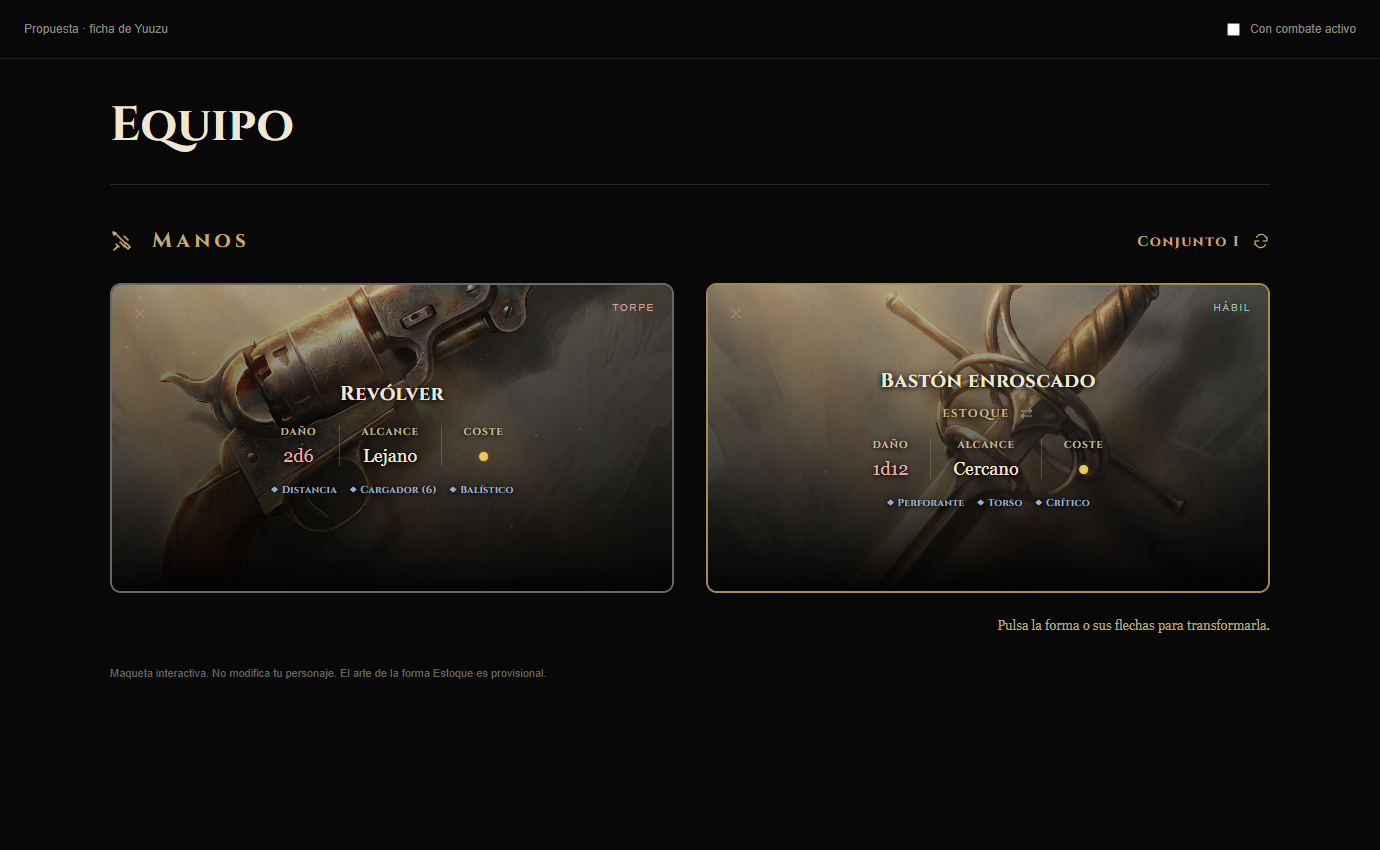 Propuesta · ficha de Yuuzu
Con combate activo
Equipo
Manos
Conjunto I
TORPE
Revólver
DAÑO ALCANCE COSTE
2d6 Lejano
◆ Distancia ◆ Cargador (6) ◆ Balístico
HÁBIL
Bastón enroscado
ESTOQUE
DAÑO ALCANCE COSTE
1d12 Cercano
◆ Perforante ◆ Torso ◆ Crítico
Pulsa la forma o sus flechas para transformarla.
Maqueta interactiva. No modifica tu personaje. El arte de la forma Estoque es provisional.